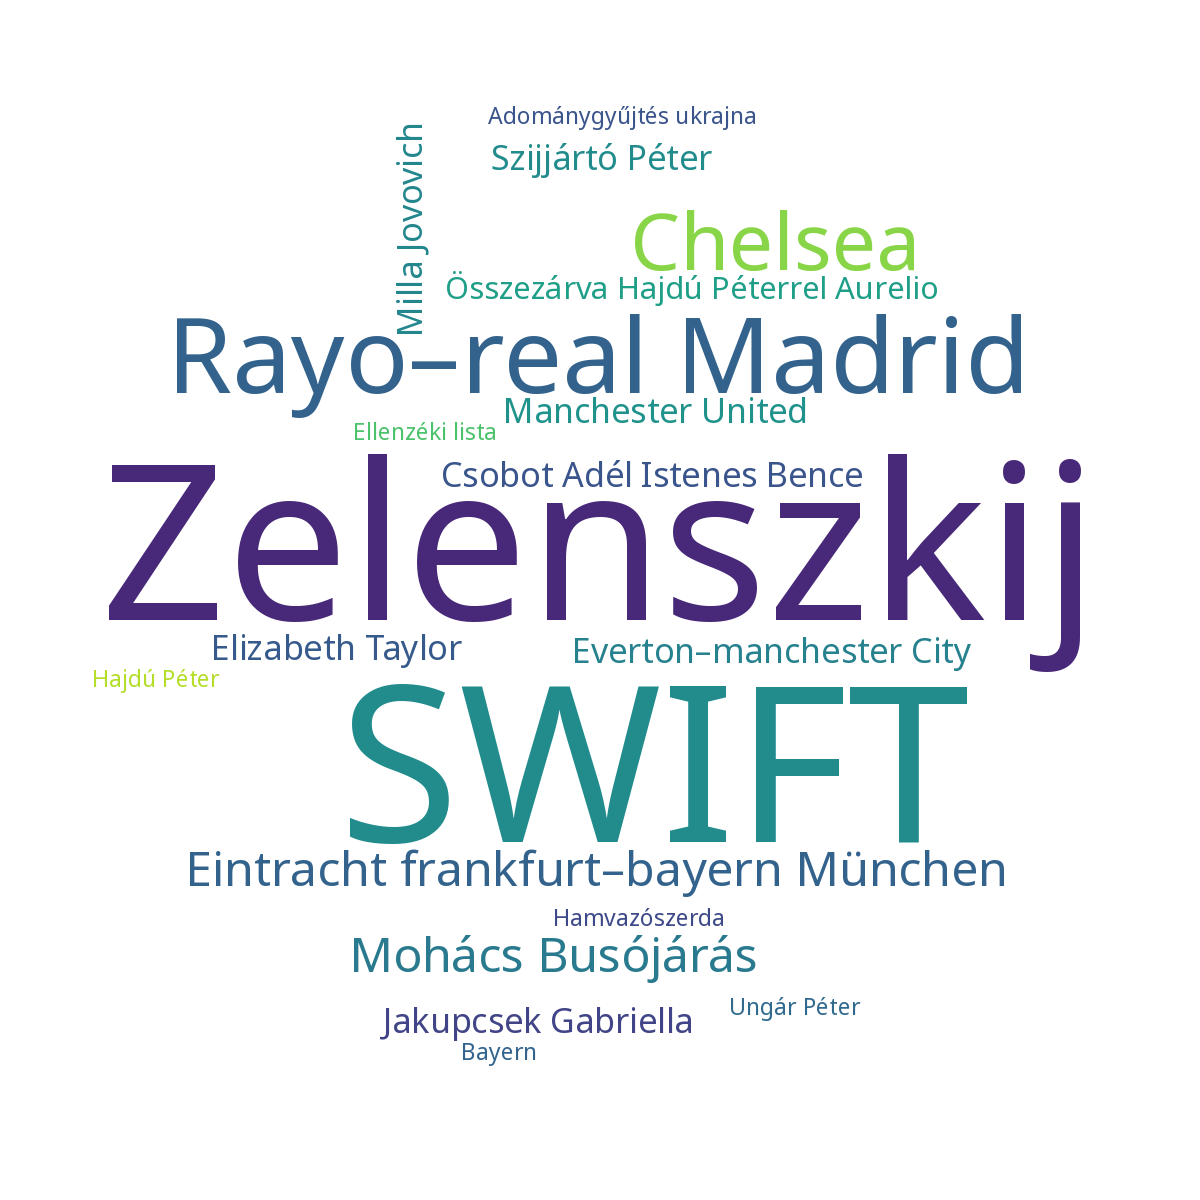 Adománygyűjtés ukrajna
Milla Jovovich
Szijjártó Péter
Chelsea
Összezárva Hajdú Péterrel Aurelio
Rayo–real Madrid
Manchester United
Ellenzéki lista
Csobot Adél Istenes Bence
Zelenszkij
Elizabeth Taylor
Everton–manchester City
Hajdú Péter
SWIFT
Eintracht frankfurt–bayern München
Hamvazószerda
Mohács Busójárás
Ungár Péter
Jakupcsek Gabriella
Bayern